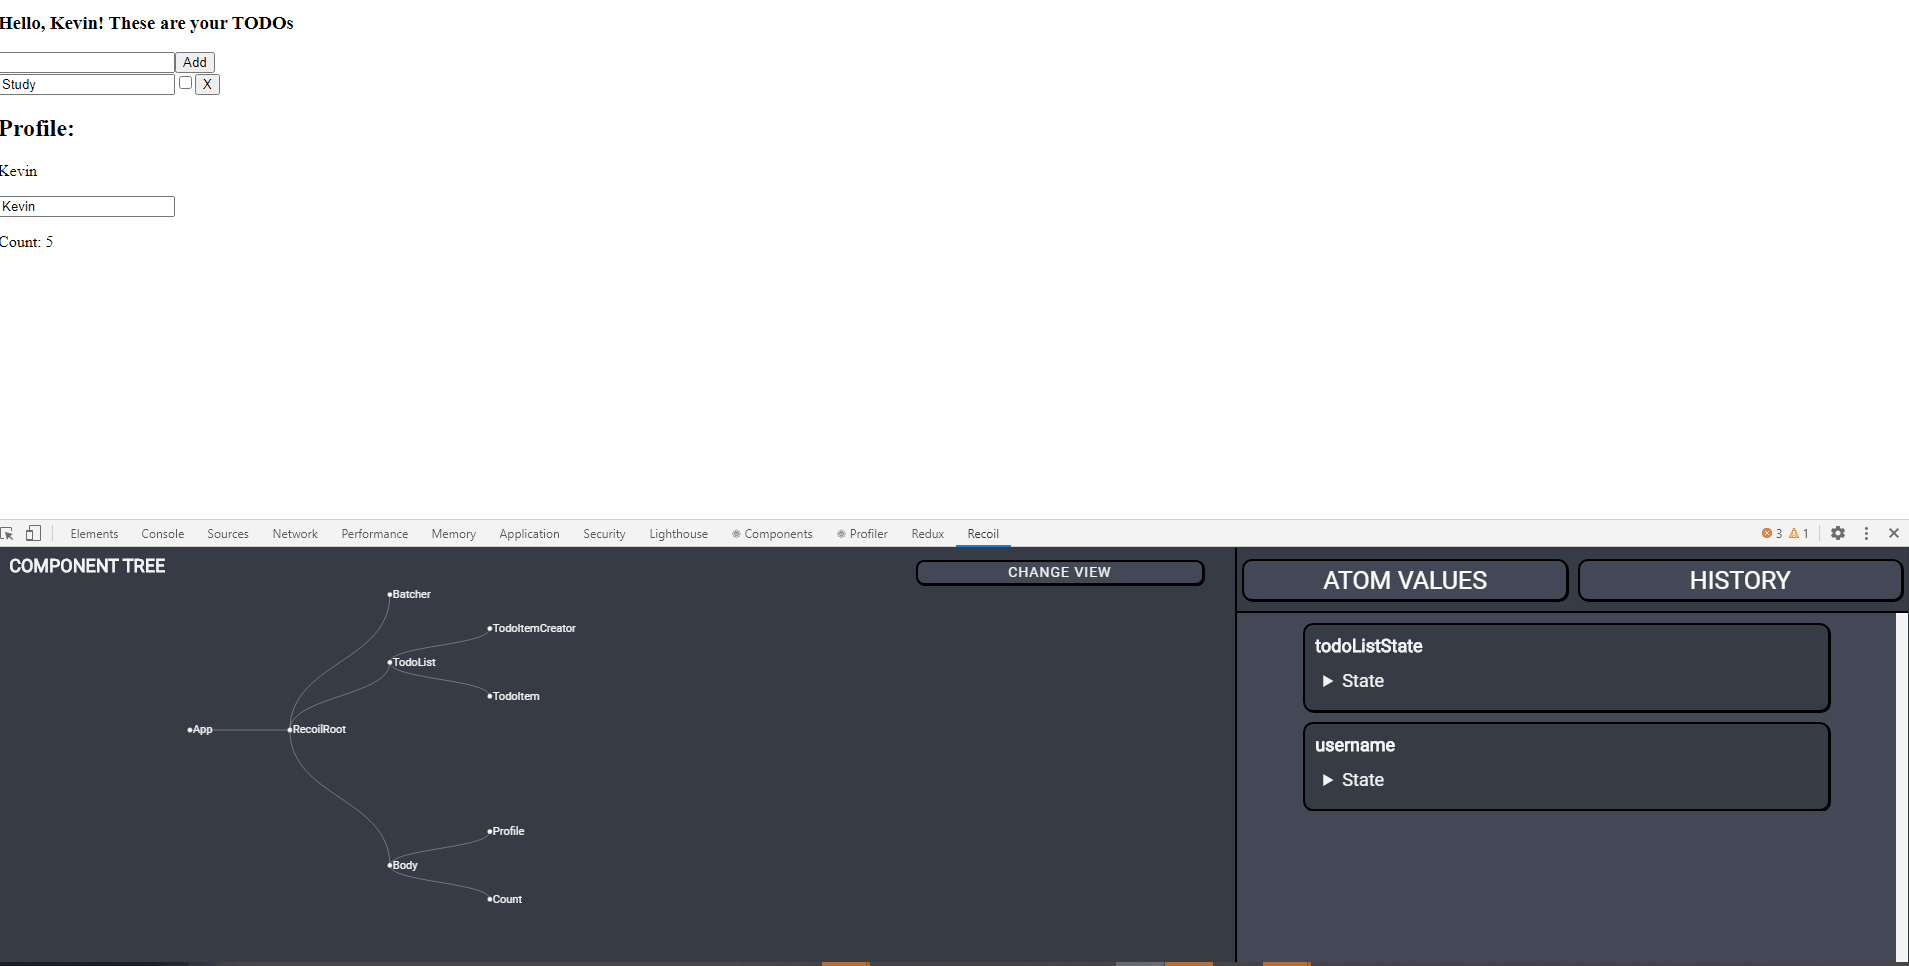 Hello, Kevin! These are your TODOs
Add
Study X
Profile:
Kevin
Kevin
Count: 5
Elements Console Sources Network Performance Memory Application Security Lighthouse Components Profiler Redux Recoil 3 1
COMPONENT TREE
CHANGE VIEW
Batcher
TodoItemCreator
TodoList
TodoItem
App
RecoilRoot
Profile
Body
Count
ATOM VALUES HISTORY
todoListState
State
username
State